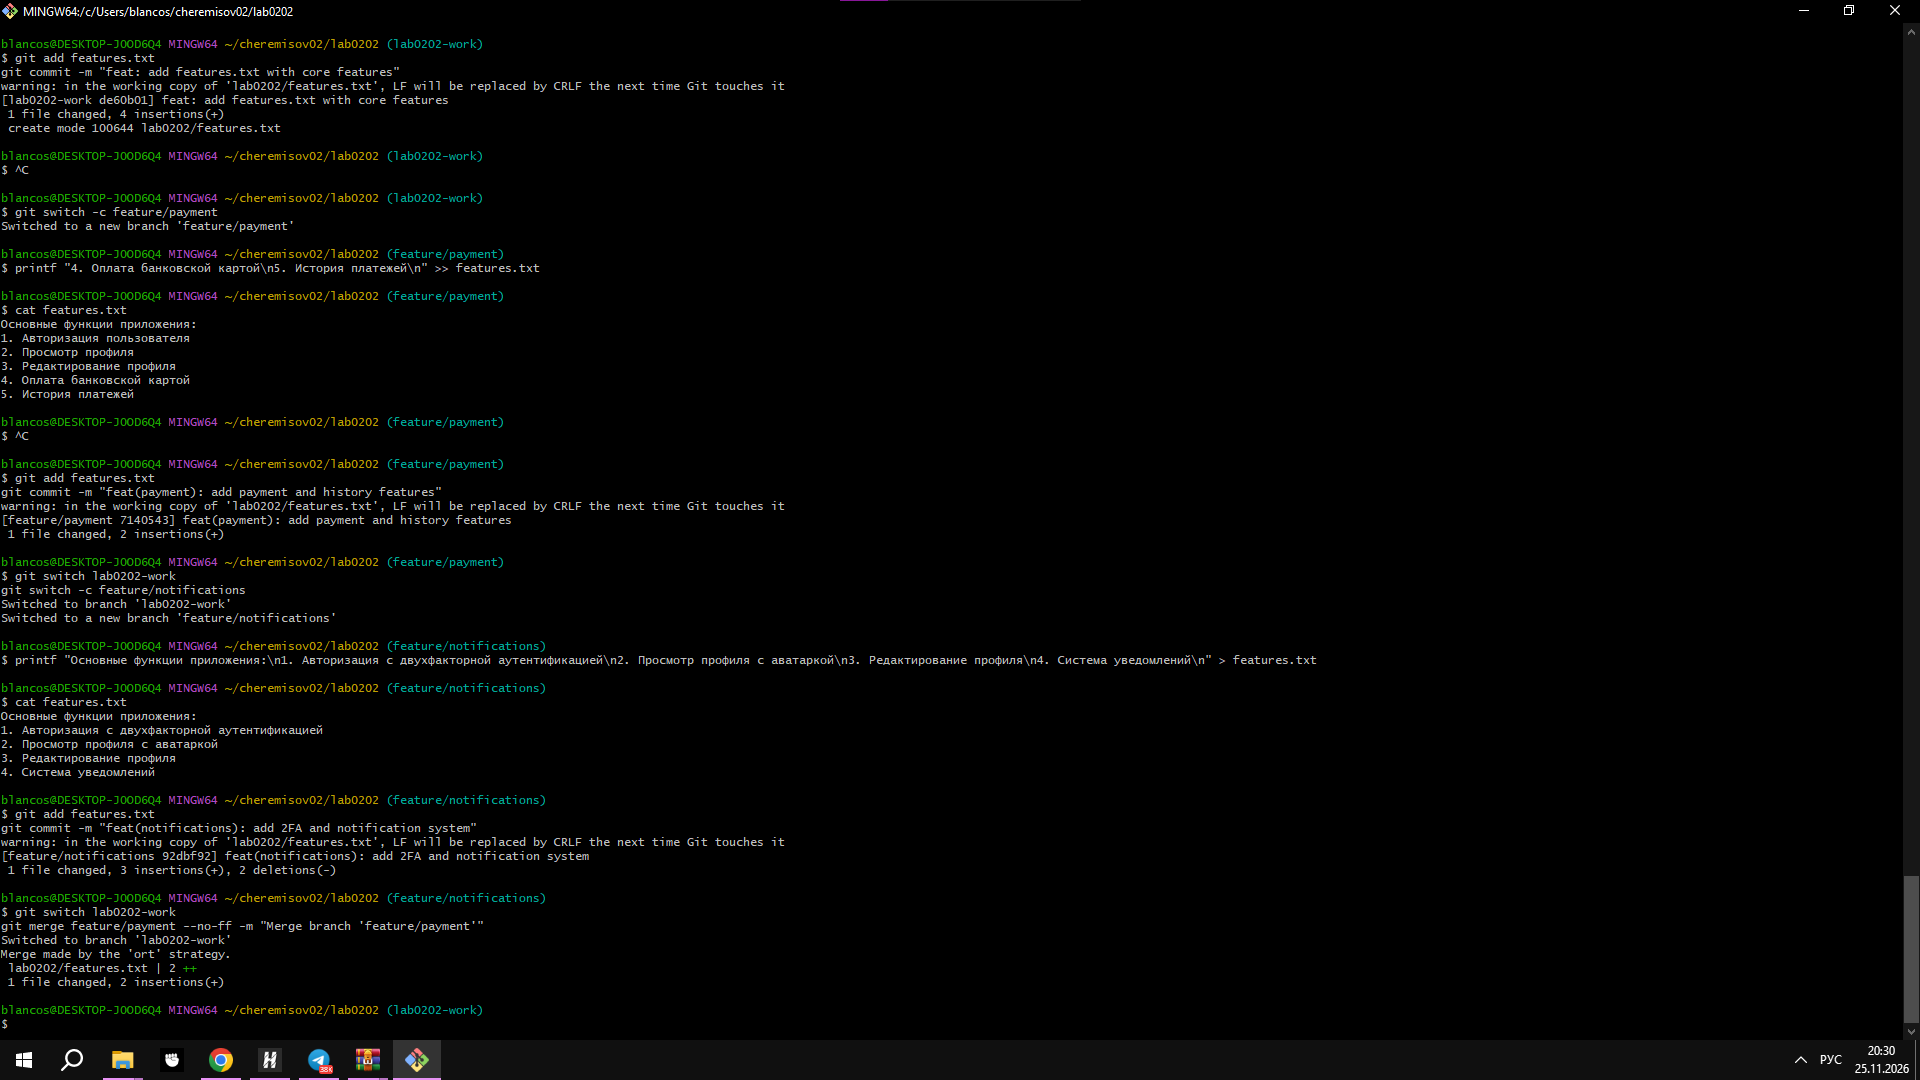 MINGW64:/c/Users/blancos/cheremisov02/lab0202
blancos@DESKTOP-JOOD6Q4 MINGW64 ~/cheremisov02/lab0202 (lab0202-work)
$ git add features.txt
git commit -m "feat: add features.txt with core features"
warning: in the working copy of 'lab0202/features.txt', LF will be replaced by CRLF the next time Git touches it
[lab0202-work de60b01] feat: add features.txt with core features
1 file changed, 4 insertions(+)
create mode 100644 lab0202/features.txt
blancos@DESKTOP-JOOD6Q4 MINGW64 ~/cheremisov02/lab0202 (lab0202-work)
$ ^C
blancos@DESKTOP-JOOD6Q4 MINGW64 ~/cheremisov02/lab0202 (lab0202-work)
$ git switch -c feature/payment
Switched to a new branch 'feature/payment'
blancos@DESKTOP-JOOD6Q4 MINGW64 ~/cheremisov02/lab0202 (feature/payment)
$ printf "4. Оплата банковской картой\n5. История платежей\n" >> features.txt
blancos@DESKTOP-JOOD6Q4 MINGW64 ~/cheremisov02/lab0202 (feature/payment)
$ cat features.txt
Основные функции приложения:
1. Авторизация пользователя
2. Просмотр профиля
3. Редактирование профиля
4. Оплата банковской картой
5. История платежей
blancos@DESKTOP-JOOD6Q4 MINGW64 ~/cheremisov02/lab0202 (feature/payment)
$ ^C
blancos@DESKTOP-JOOD6Q4 MINGW64 ~/cheremisov02/lab0202 (feature/payment)
$ git add features.txt
git commit -m "feat(payment): add payment and history features"
warning: in the working copy of 'lab0202/features.txt', LF will be replaced by CRLF the next time Git touches it
[feature/payment 7140543] feat(payment): add payment and history features
1 file changed, 2 insertions(+)
blancos@DESKTOP-JOOD6Q4 MINGW64 ~/cheremisov02/lab0202 (feature/payment)
$ git switch lab0202-work
git switch -c feature/notifications
Switched to branch 'lab0202-work'
Switched to a new branch 'feature/notifications'
blancos@DESKTOP-JOOD6Q4 MINGW64 ~/cheremisov02/lab0202 (feature/notifications)
$ printf "Основные функции приложения:\n1. Авторизация с двухфакторной аутентификацией\n2. Просмотр профиля с аватаркой\n3. Редактирование профиля\n4. Система уведомлений\n" > features.txt
blancos@DESKTOP-JOOD6Q4 MINGW64 ~/cheremisov02/lab0202 (feature/notifications)
$ cat features.txt
Основные функции приложения:
1. Авторизация с двухфакторной аутентификацией
2. Просмотр профиля с аватаркой
3. Редактирование профиля
4. Система уведомлений
blancos@DESKTOP-JOOD6Q4 MINGW64 ~/cheremisov02/lab0202 (feature/notifications)
$ git add features.txt
git commit -m "feat(notifications): add 2FA and notification system"
warning: in the working copy of 'lab0202/features.txt', LF will be replaced by CRLF the next time Git touches it
[feature/notifications 92dbf92] feat(notifications): add 2FA and notification system
1 file changed, 3 insertions(+), 2 deletions(-)
blancos@DESKTOP-JOOD6Q4 MINGW64 ~/cheremisov02/lab0202 (feature/notifications)
$ git switch lab0202-work
git merge feature/payment --no-ff -m "Merge branch 'feature/payment'"
Switched to branch 'lab0202-work'
Merge made by the 'ort' strategy.
lab0202/features.txt | 2 ++
1 file changed, 2 insertions(+)
blancos@DESKTOP-JOOD6Q4 MINGW64 ~/cheremisov02/lab0202 (lab0202-work)
$
38K
РУС
20:30
25.11.2026